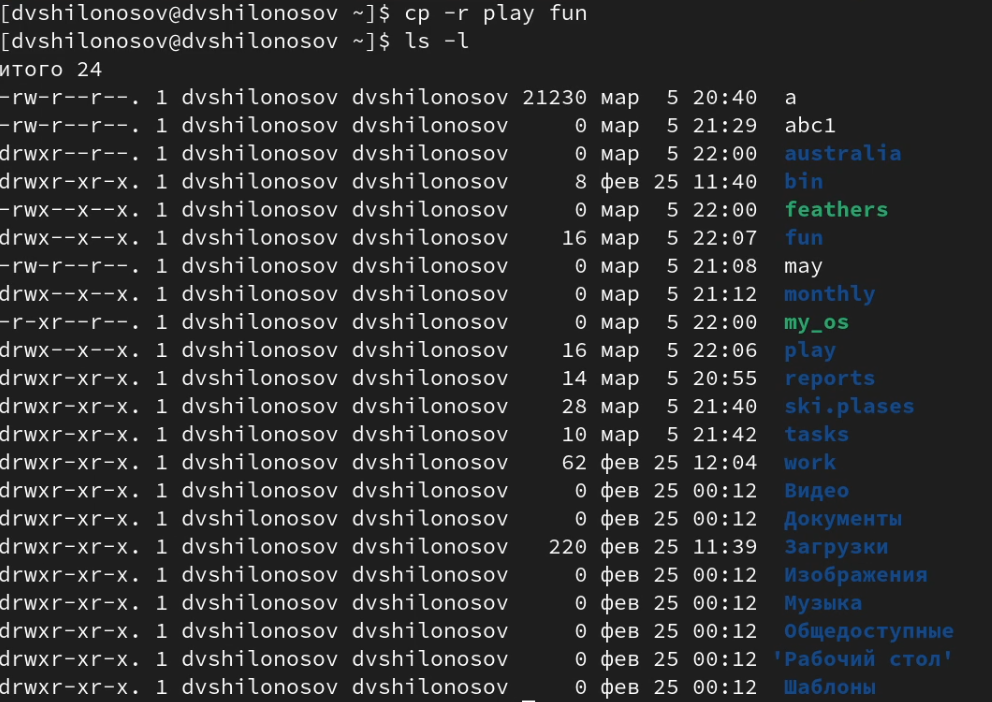 [dvshilonosov@dvshilonosov ~]$ cp -r play fun
[dvshilonosov@dvshilonosov ~]$ ls -l
итого 24
-rw-r--r--. 1 dvshilonosov dvshilonosov 21230 мар  5 20:40  a
-rw-r--r--. 1 dvshilonosov dvshilonosov     0 мар  5 21:29  abc1
drwxr--r--. 1 dvshilonosov dvshilonosov     0 мар  5 22:00  australia
drwxr-xr-x. 1 dvshilonosov dvshilonosov     8 фев 25 11:40  bin
-rwx--x--x. 1 dvshilonosov dvshilonosov     0 мар  5 22:00  feathers
drwx--x--x. 1 dvshilonosov dvshilonosov    16 мар  5 22:07  fun
-rw-r--r--. 1 dvshilonosov dvshilonosov     0 мар  5 21:08  may
drwx--x--x. 1 dvshilonosov dvshilonosov     0 мар  5 21:12  monthly
-r-xr--r--. 1 dvshilonosov dvshilonosov     0 мар  5 22:00  my_os
drwx--x--x. 1 dvshilonosov dvshilonosov    16 мар  5 22:06  play
drwxr-xr-x. 1 dvshilonosov dvshilonosov    14 мар  5 20:55  reports
drwxr-xr-x. 1 dvshilonosov dvshilonosov    28 мар  5 21:40  ski.plases
drwxr-xr-x. 1 dvshilonosov dvshilonosov    10 мар  5 21:42  tasks
drwxr-xr-x. 1 dvshilonosov dvshilonosov    62 фев 25 12:04  work
drwxr-xr-x. 1 dvshilonosov dvshilonosov     0 фев 25 00:12  Видео
drwxr-xr-x. 1 dvshilonosov dvshilonosov     0 фев 25 00:12  Документы
drwxr-xr-x. 1 dvshilonosov dvshilonosov   220 фев 25 11:39  Загрузки
drwxr-xr-x. 1 dvshilonosov dvshilonosov     0 фев 25 00:12  Изображения
drwxr-xr-x. 1 dvshilonosov dvshilonosov     0 фев 25 00:12  Музыка
drwxr-xr-x. 1 dvshilonosov dvshilonosov     0 фев 25 00:12  Общедоступные
drwxr-xr-x. 1 dvshilonosov dvshilonosov     0 фев 25 00:12 'Рабочий стол'
drwxr-xr-x. 1 dvshilonosov dvshilonosov     0 фев 25 00:12  Шаблоны